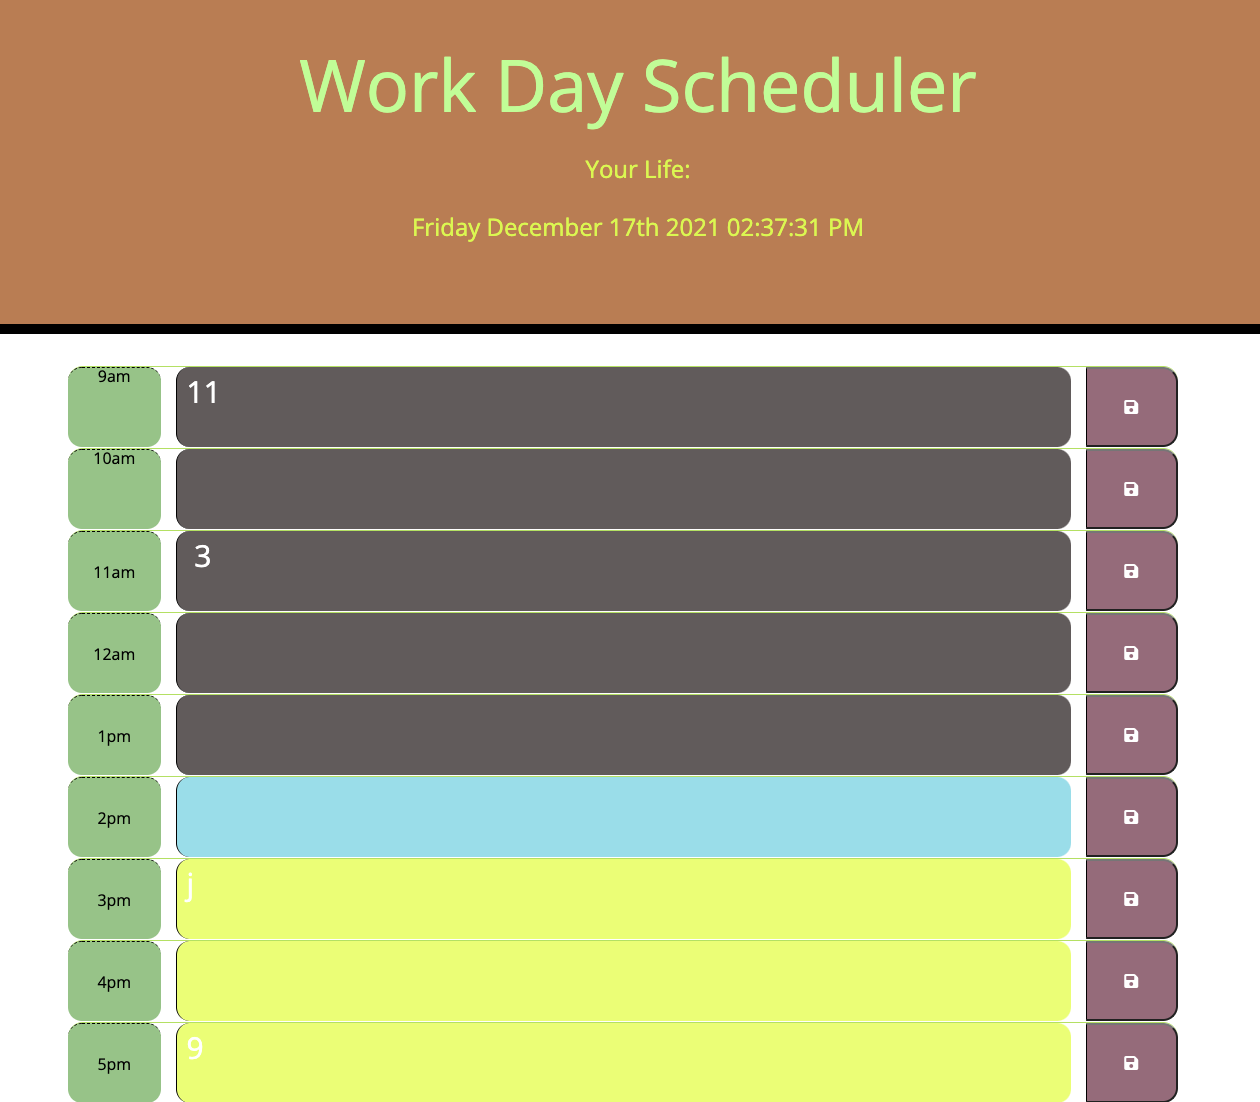 Work Day Scheduler
Your Life:
Friday December 17th 2021 02:37:31 PM
9am 11
10am
11am 3
12am
1pm
2pm
3pm j
4pm
5pm 9